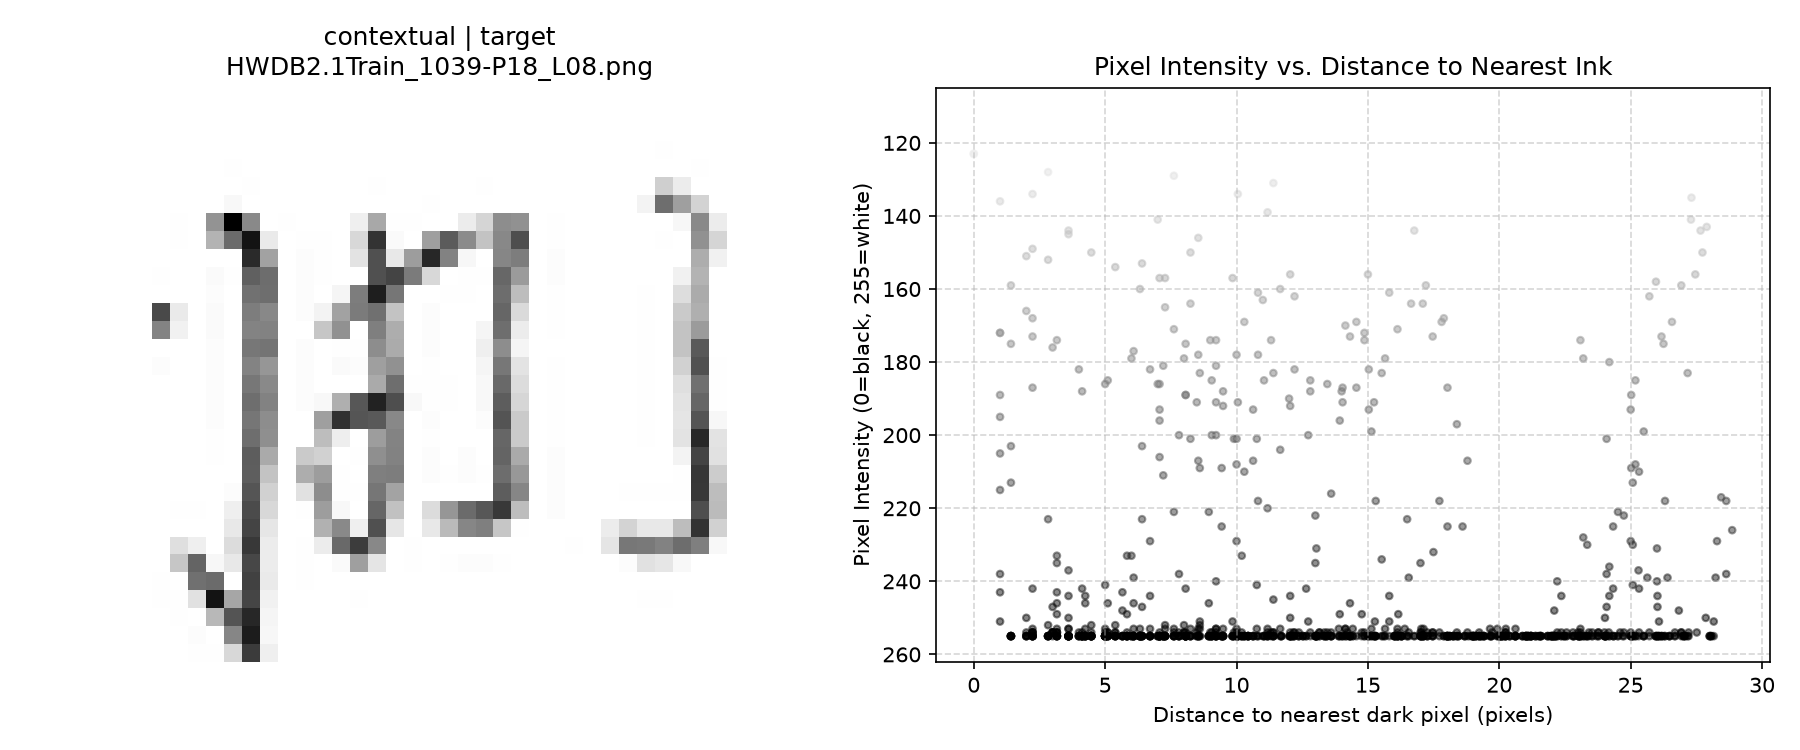 contextual | target
HWDB2.1Train_1039-P18_L08.png
Pixel Intensity vs. Distance to Nearest Ink
Pixel Intensity (0=black, 255=white)
120
140
160
180
200
220
240
260
0 5 10 15 20 25 30
Distance to nearest dark pixel (pixels)